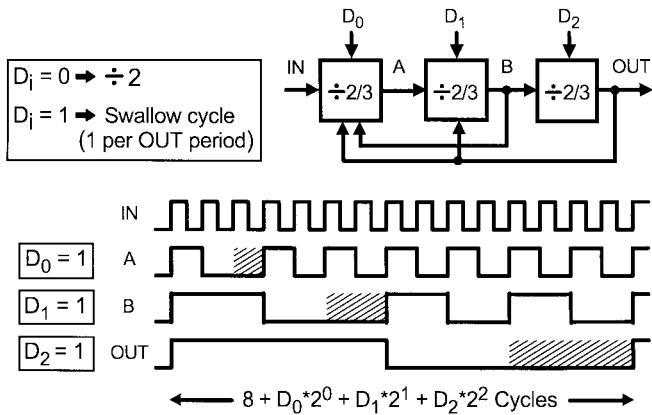 D0 D1 D2
IN A B OUT
÷2/3 ÷2/3 ÷2/3
Di = 0 ➡ ÷2
Di = 1 ➡ Swallow cycle
(1 per OUT period)
IN
D0 = 1 A
D1 = 1 B
D2 = 1 OUT
8 + D0*2^0 + D1*2^1 + D2*2^2 Cycles